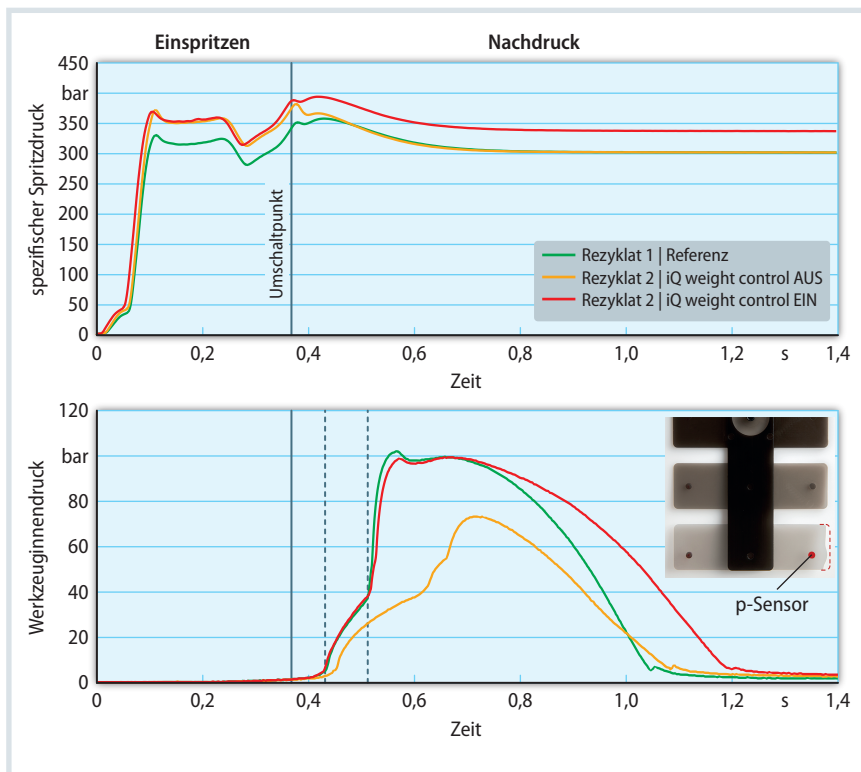 Einspritzen Nachdruck
450
bar
350
300
250
200
150
100
50
0
spezifischer Spritzdruck
Umschaltpunkt
Rezyklat 1 | Referenz
Rezyklat 2 | iQ weight control AUS
Rezyklat 2 | iQ weight control EIN
0 0,2 0,4 0,6 0,8 1,0 1,2 s 1,4
Zeit
120
bar
80
60
40
20
0
Werkzeuginnendruck
p-Sensor
0 0,2 0,4 0,6 0,8 1,0 1,2 s 1,4
Zeit